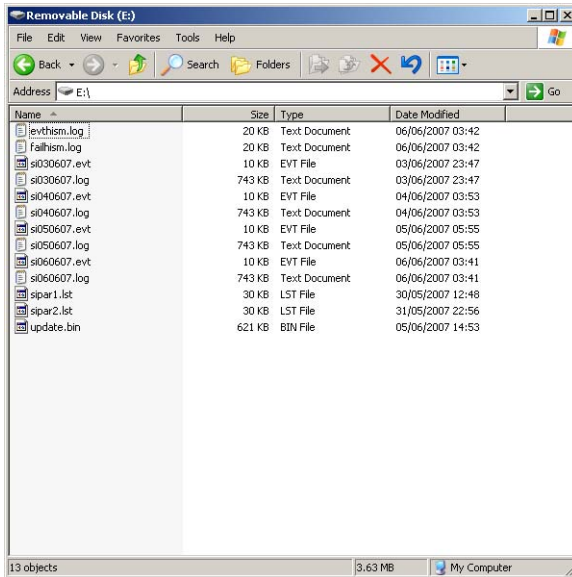 Removable Disk (E:)
File Edit View Favorites Tools Help
Back Search Folders
Address E:\ Go
Name Size Type Date Modified
evthism.log 20 KB Text Document 06/06/2007 03:42
failhism.log 20 KB Text Document 06/06/2007 03:42
si030607.evt 10 KB EVT File 03/06/2007 23:47
si030607.log 743 KB Text Document 03/06/2007 23:47
si040607.evt 10 KB EVT File 04/06/2007 03:53
si040607.log 743 KB Text Document 04/06/2007 03:53
si050607.evt 10 KB EVT File 05/06/2007 05:55
si050607.log 743 KB Text Document 05/06/2007 05:55
si060607.evt 10 KB EVT File 06/06/2007 03:41
si060607.log 743 KB Text Document 06/06/2007 03:41
sipar1.lst 30 KB LST File 30/05/2007 12:48
sipar2.lst 30 KB LST File 31/05/2007 22:56
update.bin 621 KB BIN File 05/06/2007 14:53
13 objects 3.63 MB My Computer